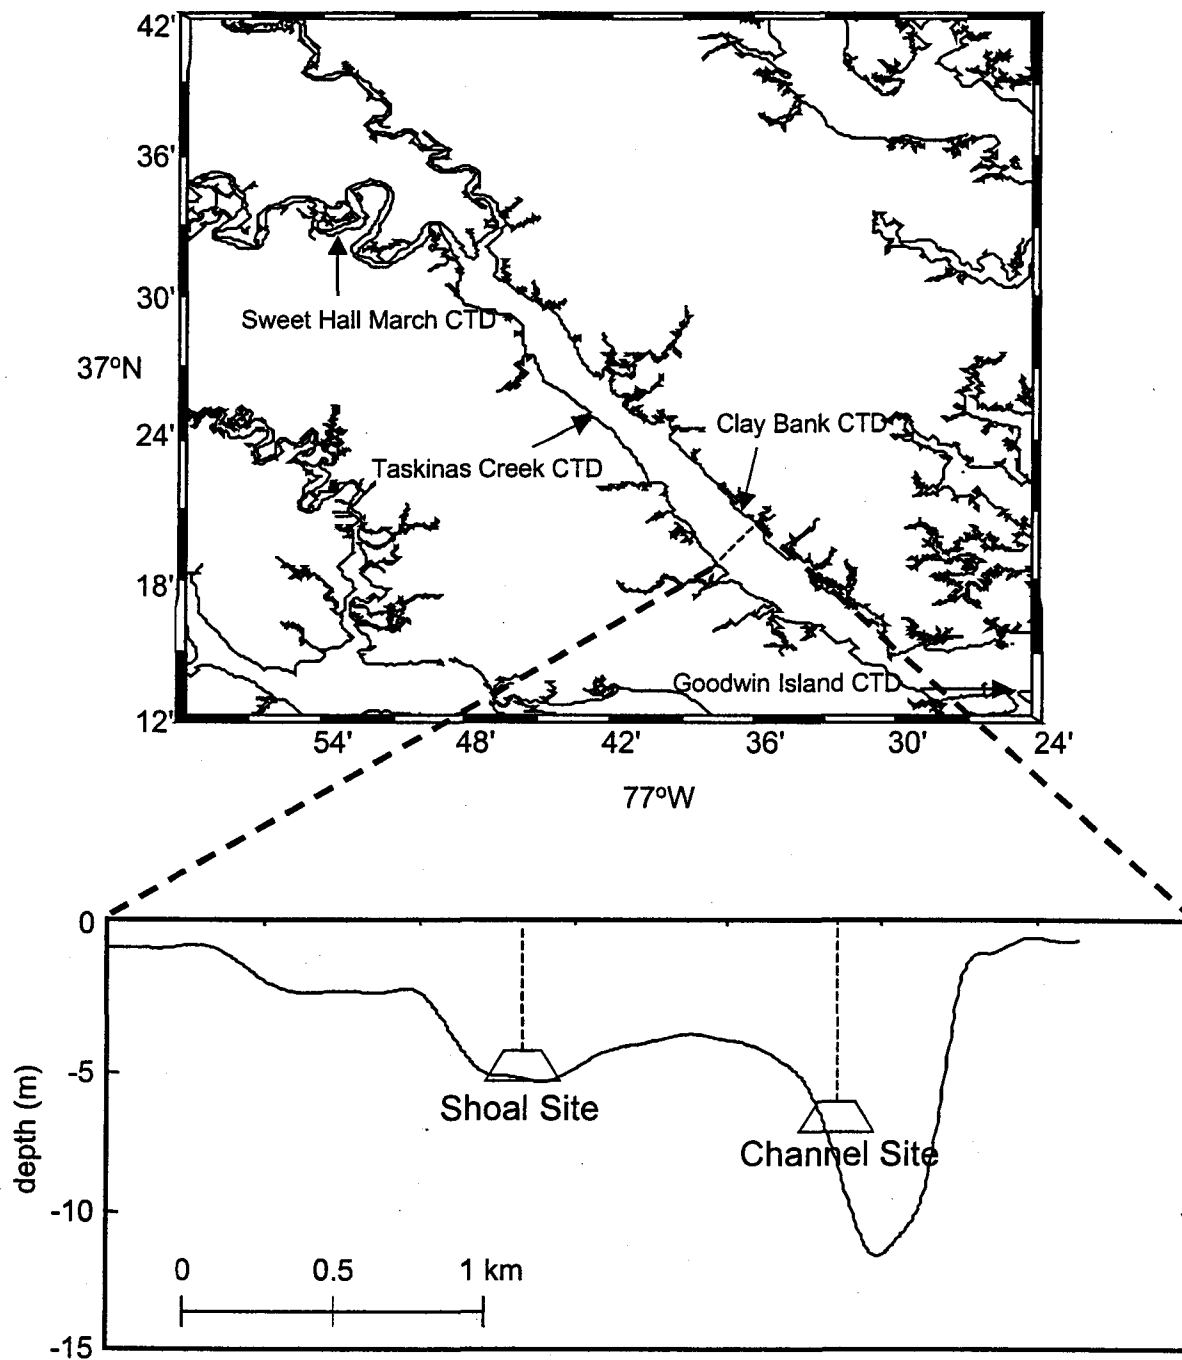 42'
36'
30'
Sweet Hall March CTD
37ºN
24'
Clay Bank CTD
Taskinas Creek CTD
18'
Goodwin Island CTD
12'
54' 48' 42' 36' 30' 24'
77ºW
0
-5
Shoal Site
Channel Site
depth (m)
-10
0 0.5 1 km
-15